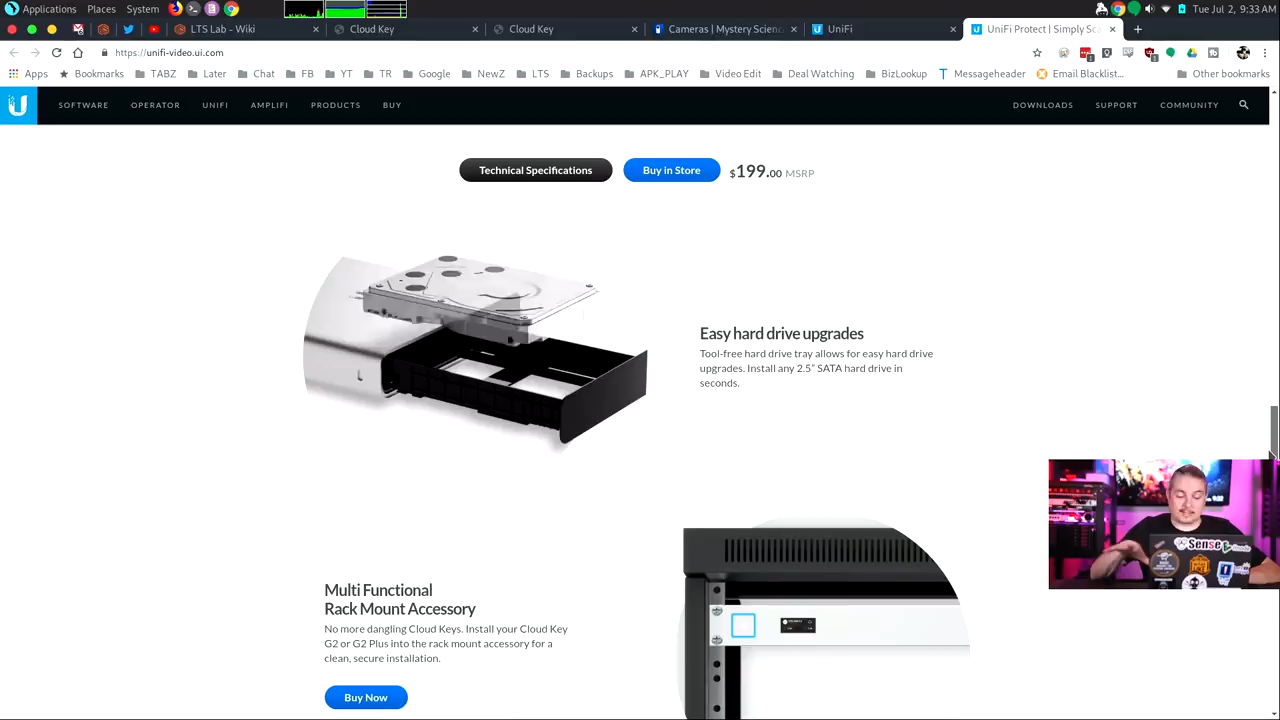 Applications Places System
Tue Jul 2, 9:33 AM
LTS Lab - Wiki
Cloud Key
Cloud Key
Cameras | Mystery Scienc
UniFi
UniFi Protect | Simply Sc
https://unifi-video.ui.com
Apps
Bookmarks
TABZ
Later
Chat
FB
YT
TR
Google
NewZ
LTS
Backups
APK_PLAY
Video Edit
Deal Watching
BizLookup
Messageheader
Email Blacklist...
Other bookmarks
SOFTWARE
OPERATOR
UNIFI
AMPLIFI
PRODUCTS
BUY
DOWNLOADS
SUPPORT
COMMUNITY
Technical Specifications
Buy in Store
$199.00 MSRP
Easy hard drive upgrades
Tool-free hard drive tray allows for easy hard drive
upgrades. Install any 2.5" SATA hard drive in
seconds.
Multi Functional
Rack Mount Accessory
No more dangling Cloud Keys. Install your Cloud Key
G2 or G2 Plus into the rack mount accessory for a
clean, secure installation.
Buy Now
Sense